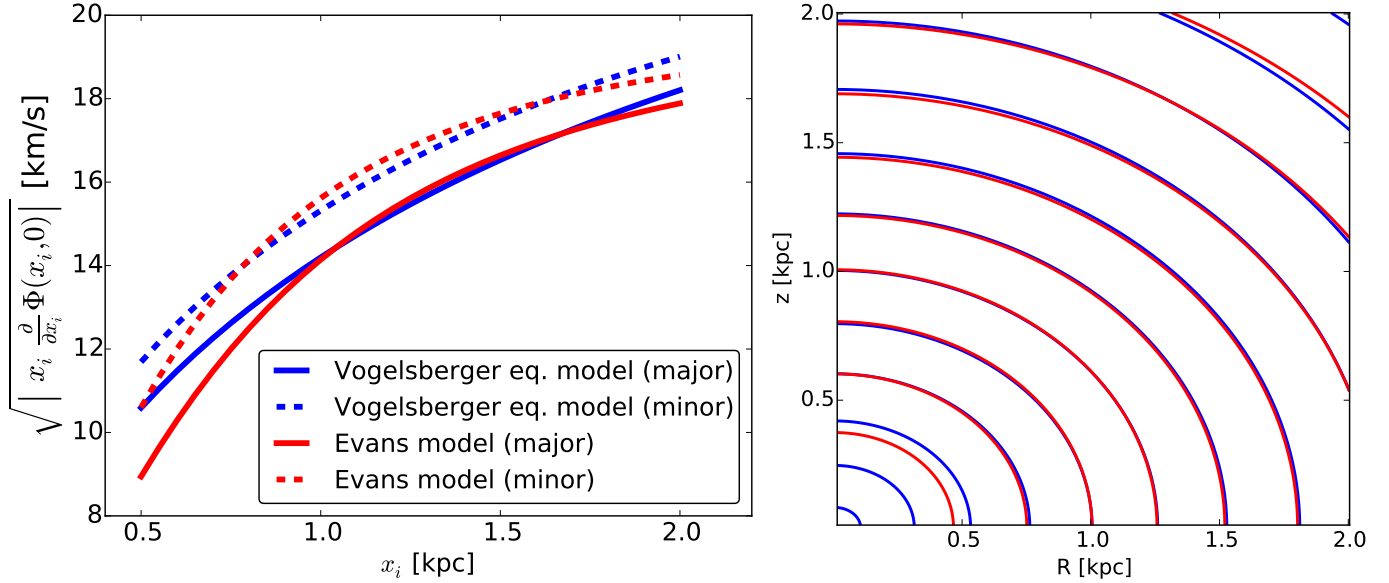 20
18
16
14
12
10
8
0.5 1.0 1.5 2.0
x_i [kpc]
√| x_i ∂/∂x_i Φ(x_i,0)| [km/s]
Vogelsberger eq. model (major)
Vogelsberger eq. model (minor)
Evans model (major)
Evans model (minor)
2.0
1.5
1.0
0.5
z [kpc]
0.5 1.0 1.5 2.0
R [kpc]